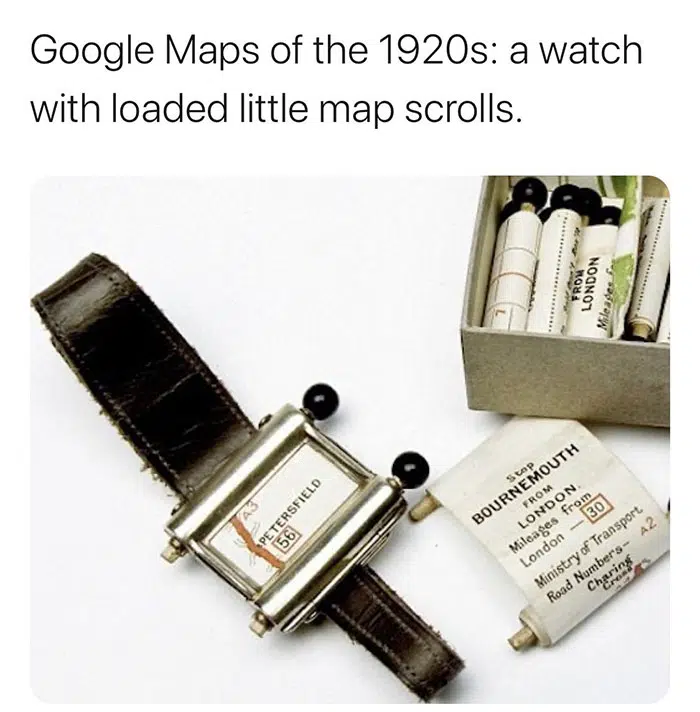 Google Maps of the 1920s: a watch
with loaded little map scrolls.
FROM
LONDON
Mileages
A3
PETERSFIELD
56
Stop
BOURNEMOUTH
FROM
LONDON.
Mileages from
London — 30
Ministry of Transport
Road Numbers - A2
Charing
Cross